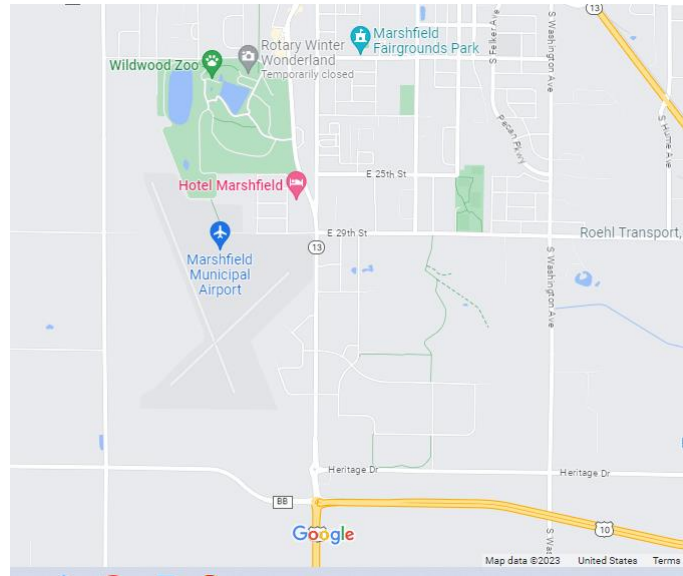 13
Marshfield
Fairgrounds Park
Rotary Winter
Wonderland
Temporarily closed
Wildwood Zoo
S Felker Ave
S Washington Ave
Pecan Pkwy
S Hume Ave
E 25th St
Hotel Marshfield
E 29th St
Roehl Transport,
13
Marshfield
Municipal
Airport
S Washington Ave
Heritage Dr
Heritage Dr
BB
10
Google
S Wa
Map data ©2023 United States Terms